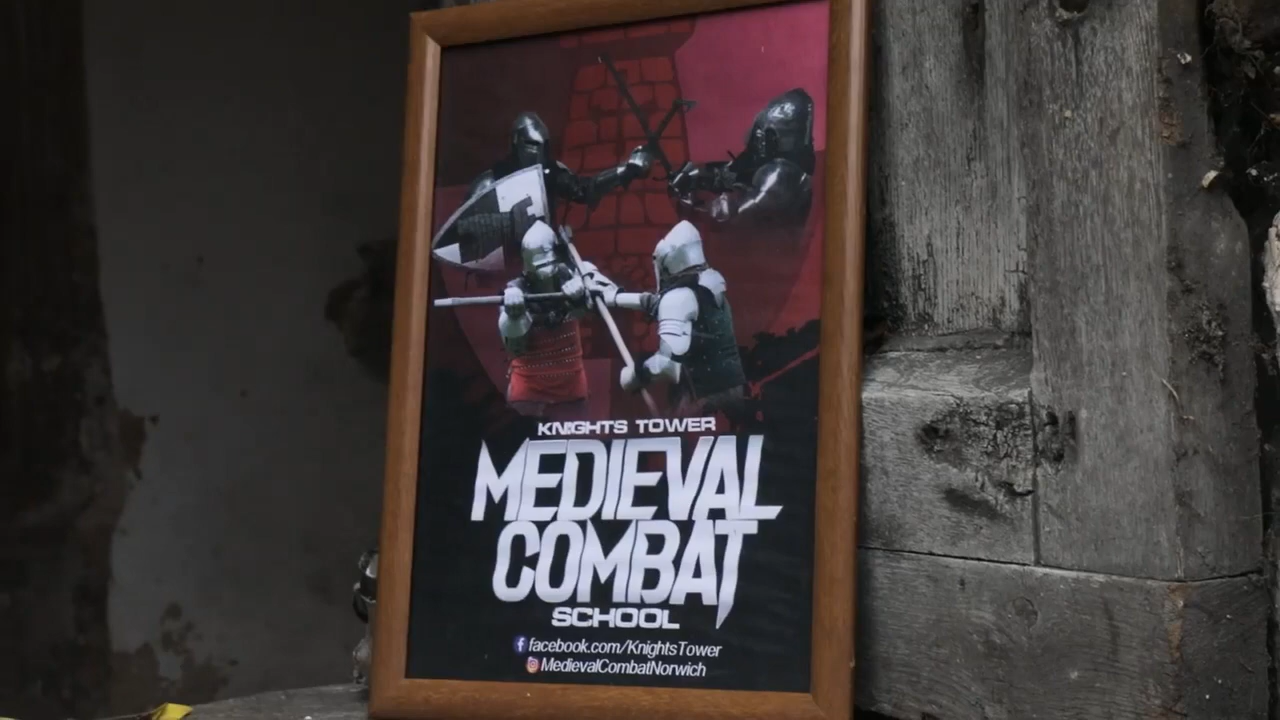 KNIGHTS TOWER
MEDIEVAL
COMBAT
SCHOOL
facebook.com/KnightsTower
MedievalCombatNorwich